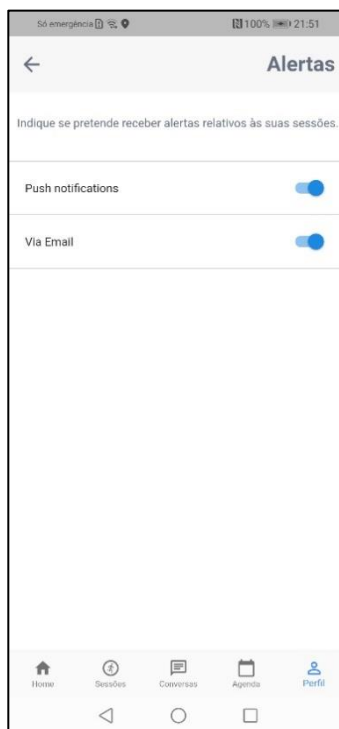 Só emergência 100% 21:51
Alertas
Indique se pretende receber alertas relativos às suas sessões.
Push notifications
Via Email
Home Sessões Conversas Agenda Perfil